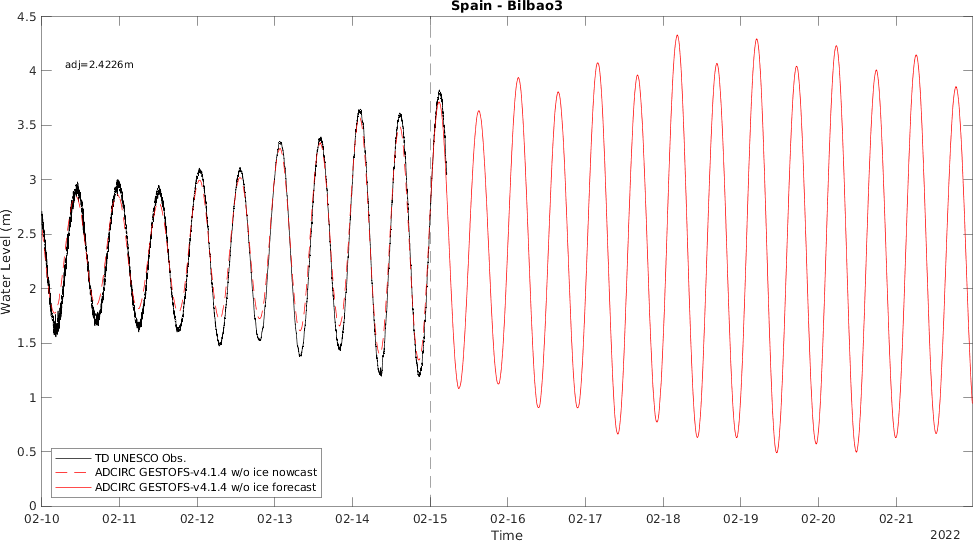 Spain - Bilbao3
4.5
4
3.5
3
2.5
2
1.5
1
0.5
0
Water Level (m)
adj=2.4226m
TD UNESCO Obs.
ADCIRC GESTOFS-v4.1.4 w/o ice nowcast
ADCIRC GESTOFS-v4.1.4 w/o ice forecast
02-10 02-11 02-12 02-13 02-14 02-15 02-16 02-17 02-18 02-19 02-20 02-21
Time
2022